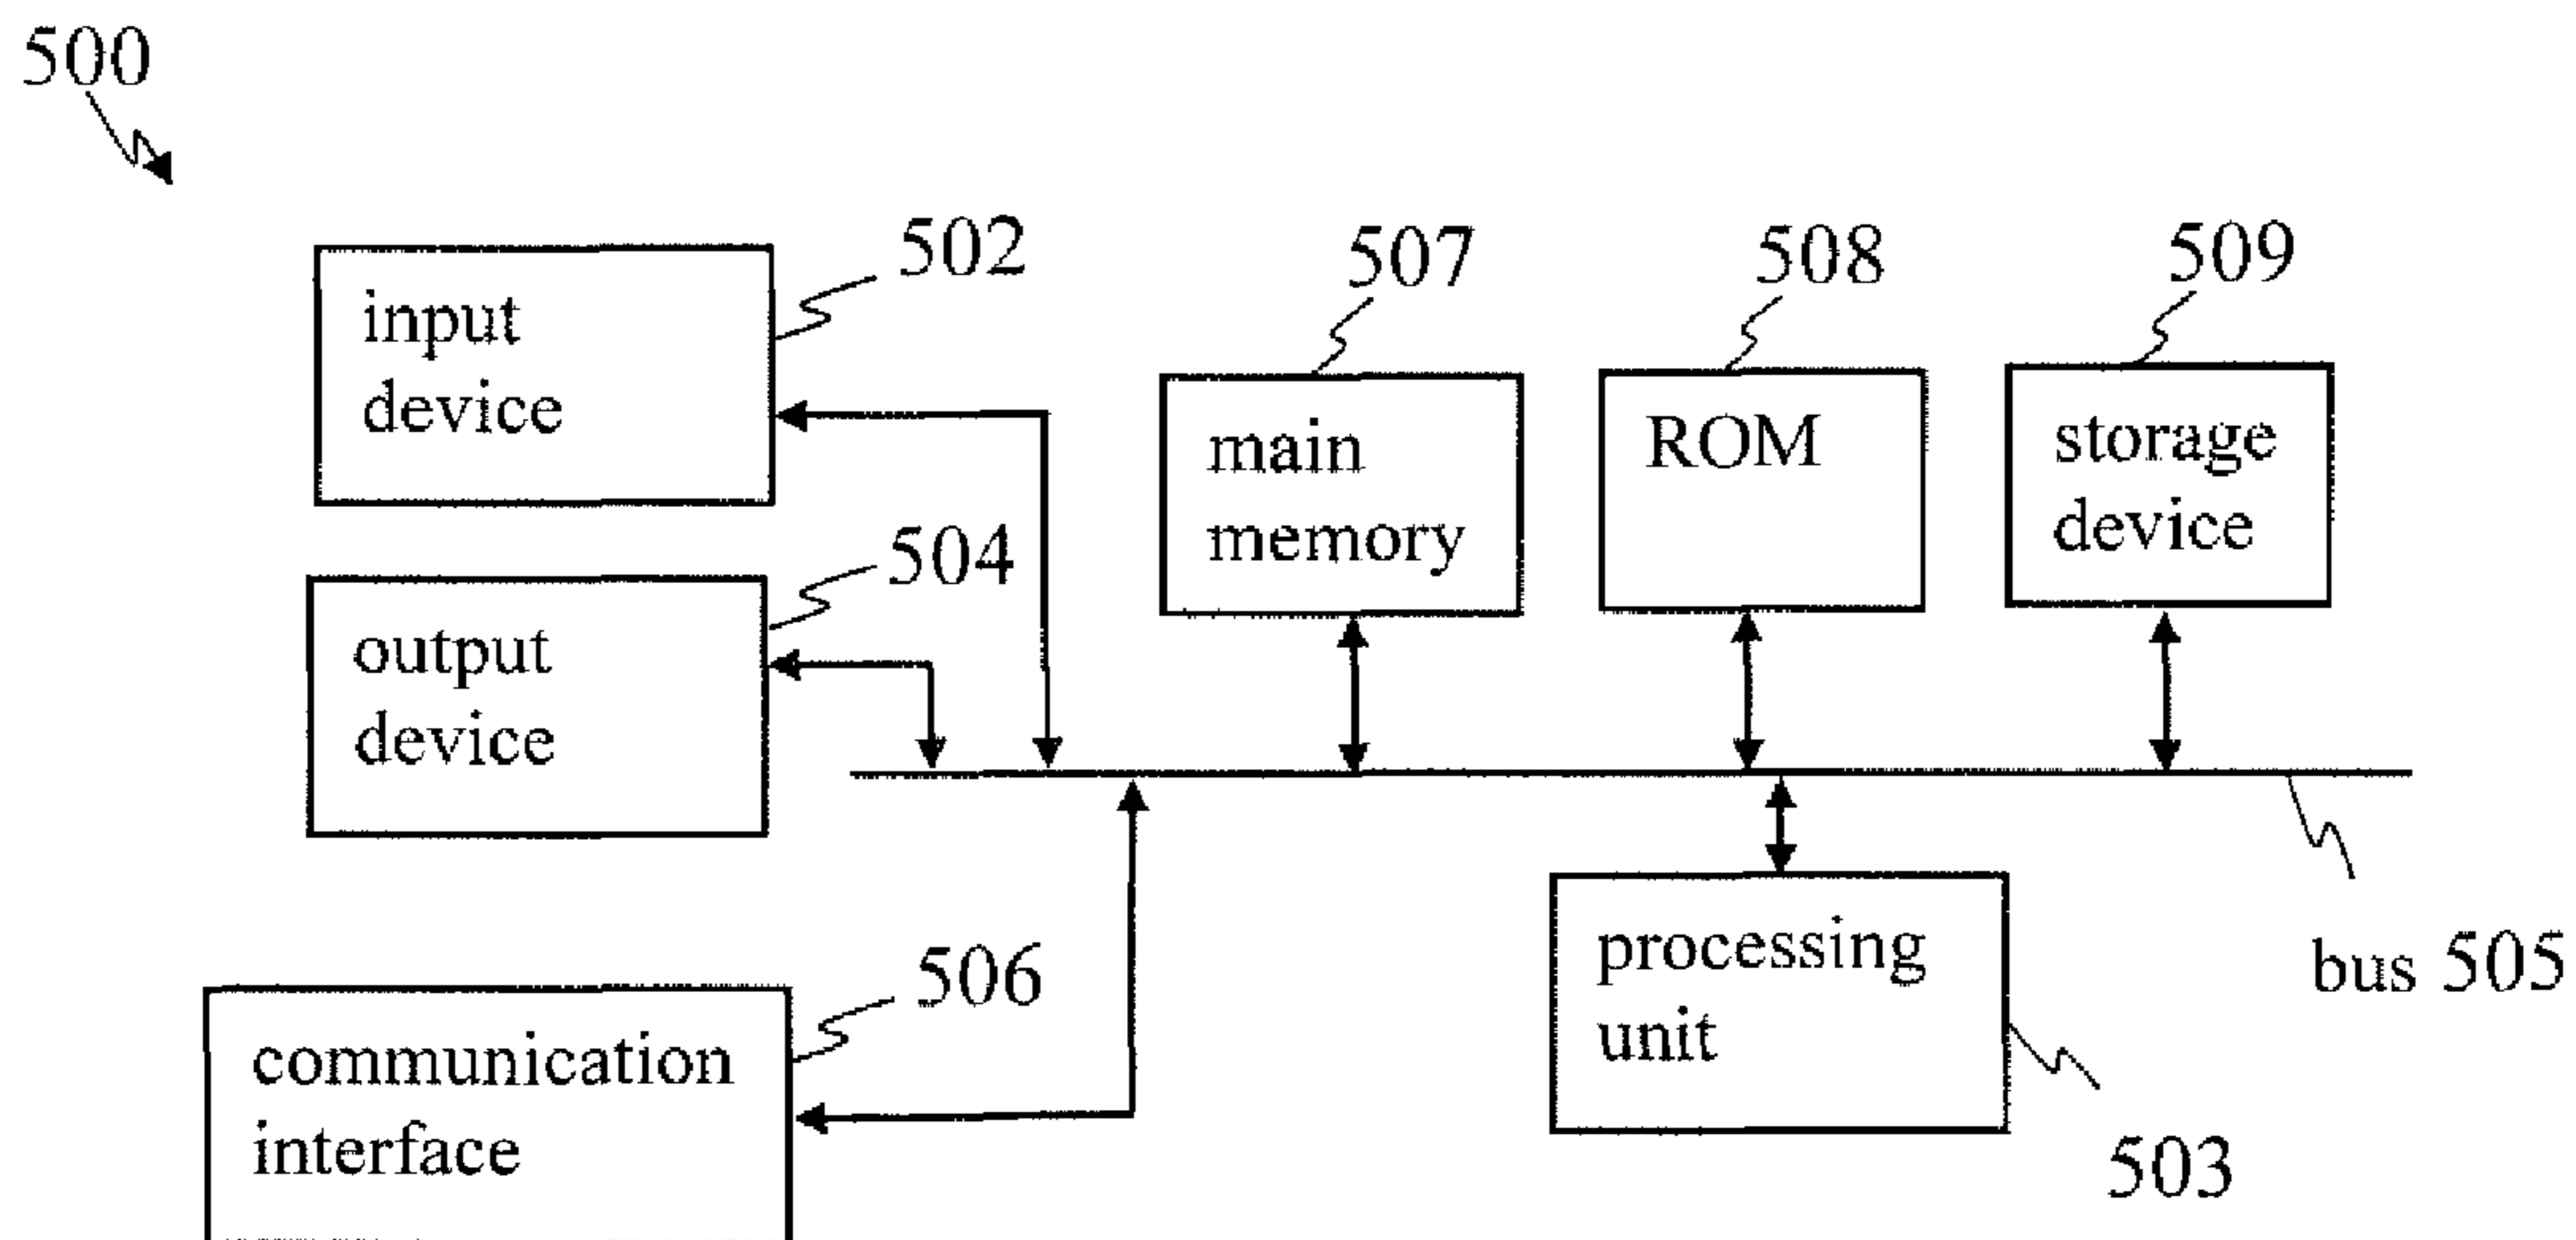 500
502
input
device
504
output
device
506
communication
interface
507
main
memory
508
ROM
509
storage
device
processing
unit
503
bus 505